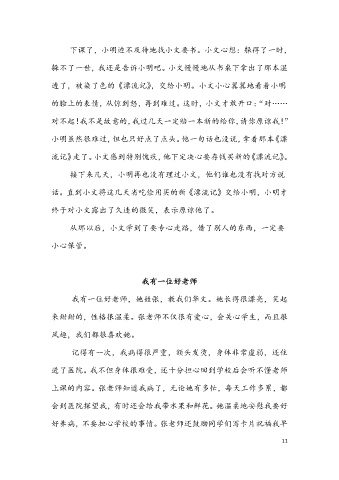 下课了，小明迫不及待地找小文要书。小文心想：躲得了一时，
躲不了一世，我还是告诉小明吧。小文慢慢地从书桌下拿出了那本湿
透了，被染了色的《漂流记》，交给小明。小文小心翼翼地看着小明
的脸上的表情，从惊到怒，再到难过。这时，小文才敢开口：“对……
对不起！我不是故意的，我过几天一定赔一本新的给你，请你原谅我！”
小明虽然很难过，但也只好点了点头。他一句话也没说，拿着那本《漂
流记》走了。小文感到特别愧疚，他下定决心要存钱买新的《漂流记》。
接下来几天，小明再也没有理过小文，他们谁也没有找对方说
话。直到小文将这几天省吃俭用买的新《漂流记》交给小明，小明才
终于对小文露出了久违的微笑，表示原谅他了。
从那以后，小文学到了要专心走路，借了别人的东西，一定要
小心保管。
我有一位好老师
我有一位好老师，她姓张，教我们华文。她长得很漂亮，笑起
来甜甜的，性格很温柔。张老师不仅很有爱心，会关心学生，而且很
风趣，我们都很喜欢她。
记得有一次，我病得很严重，额头发烫，身体非常虚弱，还住
进了医院。我不但身体很难受，还十分担心回到学校后会听不懂老师
上课的内容。张老师知道我病了，无论她有多忙，每天工作多累，都
会到医院探望我，有时还会给我带水果和鲜花。她温柔地安慰我要好
好养病，不要担心学校的事情。张老师还鼓励同学们写卡片祝我早
11